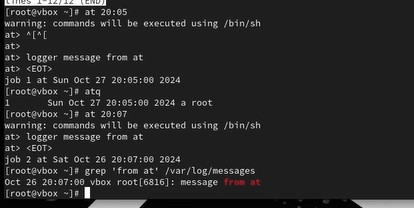 lines 1-12/12 (END)
[root@vbox ~]# at 20:05
warning: commands will be executed using /bin/sh
at> ^[^[
at>
at> logger message from at
at> <EOT>
job 1 at Sun Oct 27 20:05:00 2024
[root@vbox ~]# atq
1 Sun Oct 27 20:05:00 2024 a root
[root@vbox ~]# at 20:07
warning: commands will be executed using /bin/sh
at> logger message from at
at> <EOT>
job 2 at Sat Oct 26 20:07:00 2024
[root@vbox ~]# grep 'from at' /var/log/messages
Oct 26 20:07:00 vbox root[6816]: message from at
[root@vbox ~]#